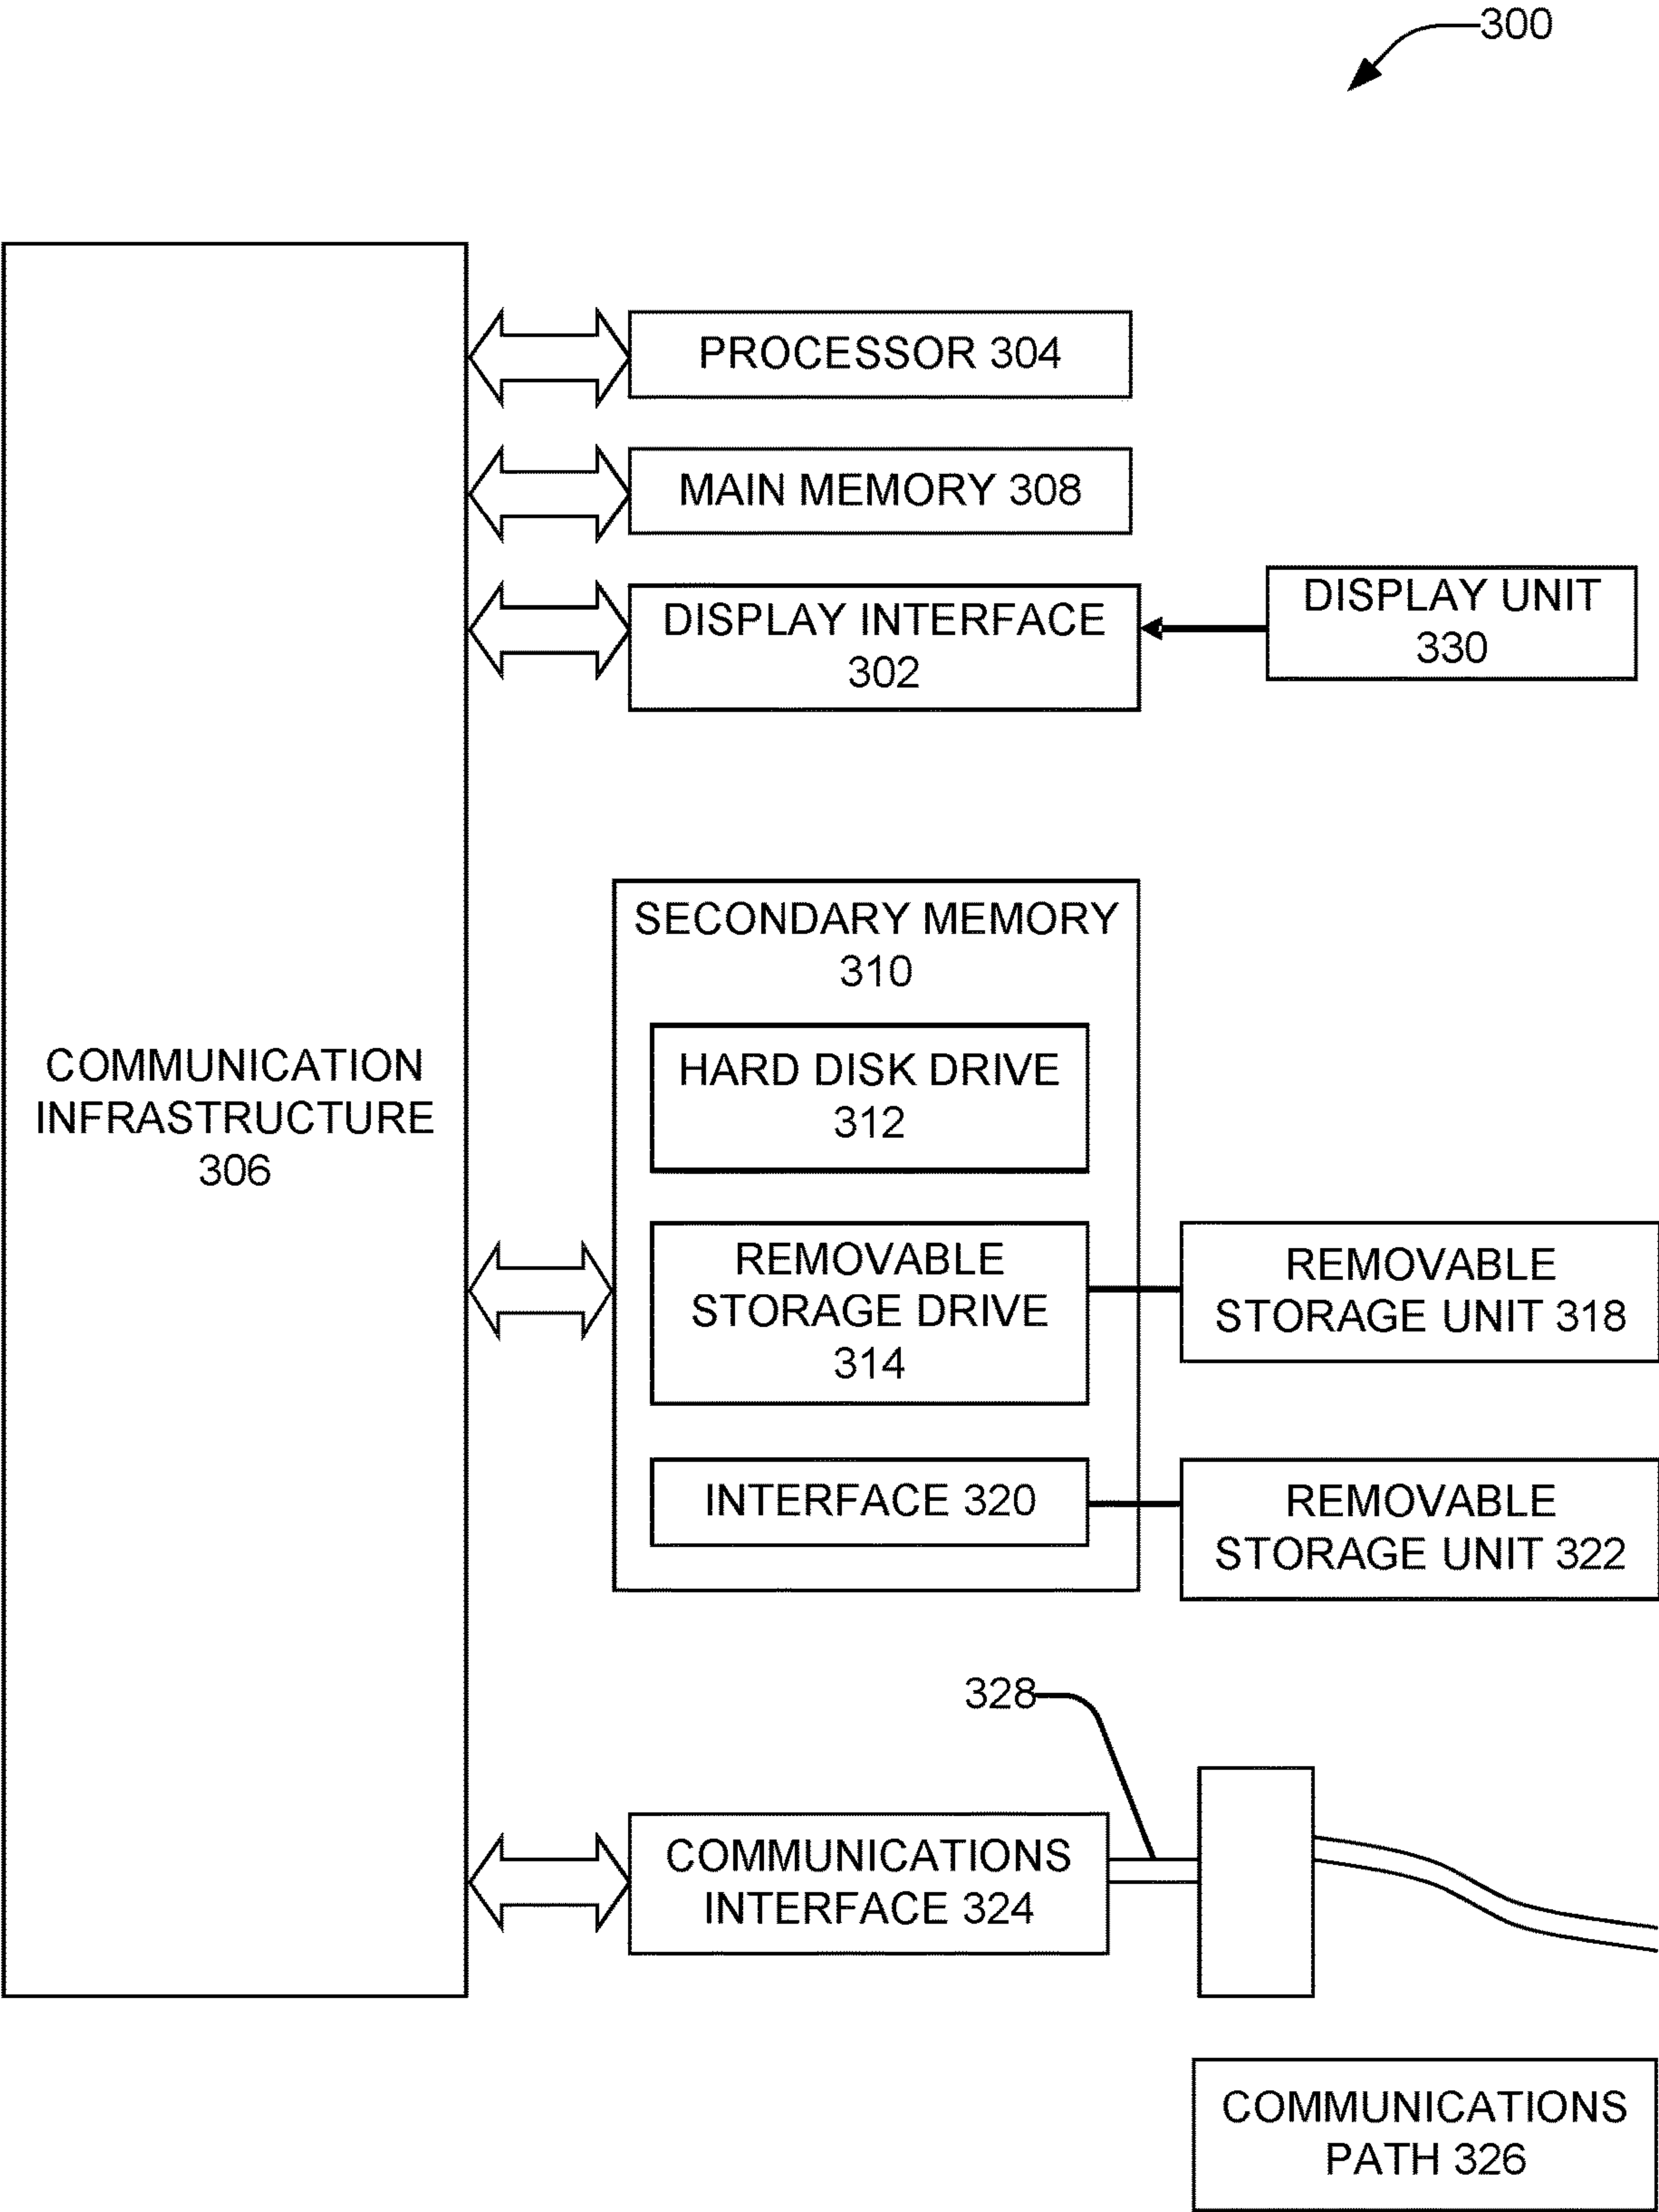 300
PROCESSOR 304
MAIN MEMORY 308
DISPLAY INTERFACE
302
DISPLAY UNIT
330
SECONDARY MEMORY
310
HARD DISK DRIVE
312
COMMUNICATION
INFRASTRUCTURE
306
REMOVABLE
STORAGE DRIVE
314
REMOVABLE
STORAGE UNIT 318
INTERFACE 320
REMOVABLE
STORAGE UNIT 322
328
COMMUNICATIONS
INTERFACE 324
COMMUNICATIONS
PATH 326